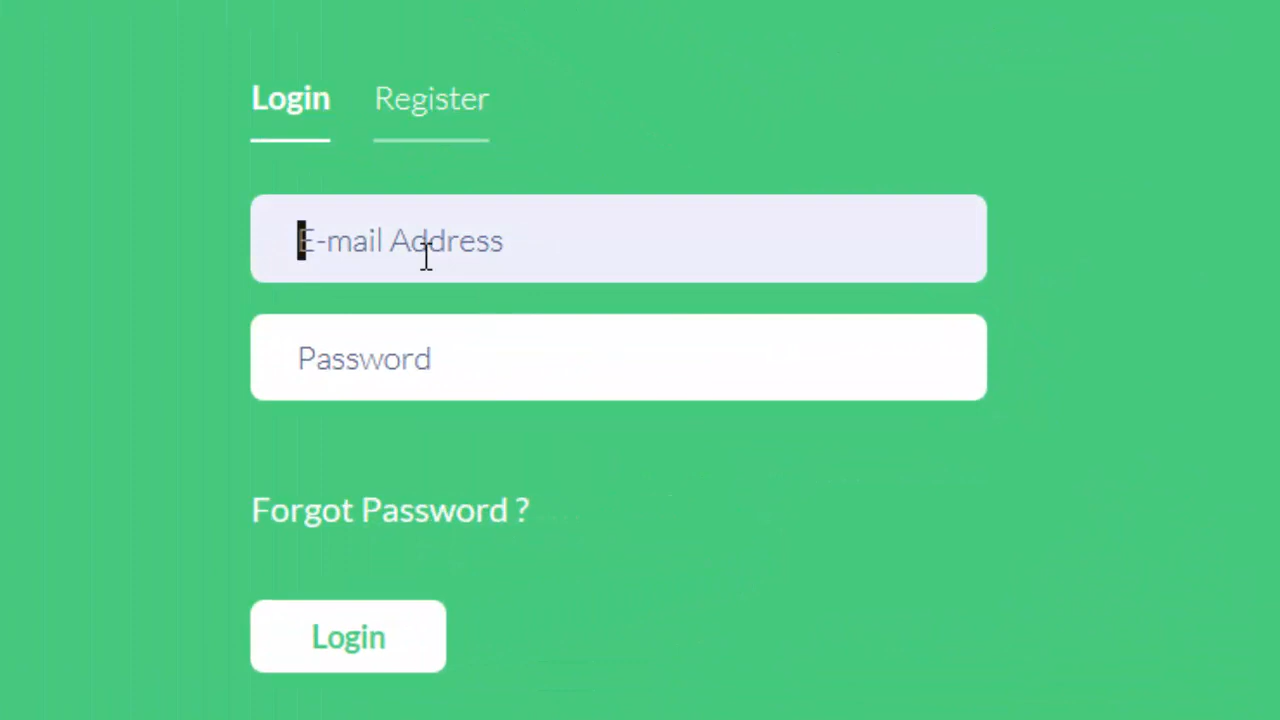 Login Register
E-mail Address
Password
Forgot Password ?
Login